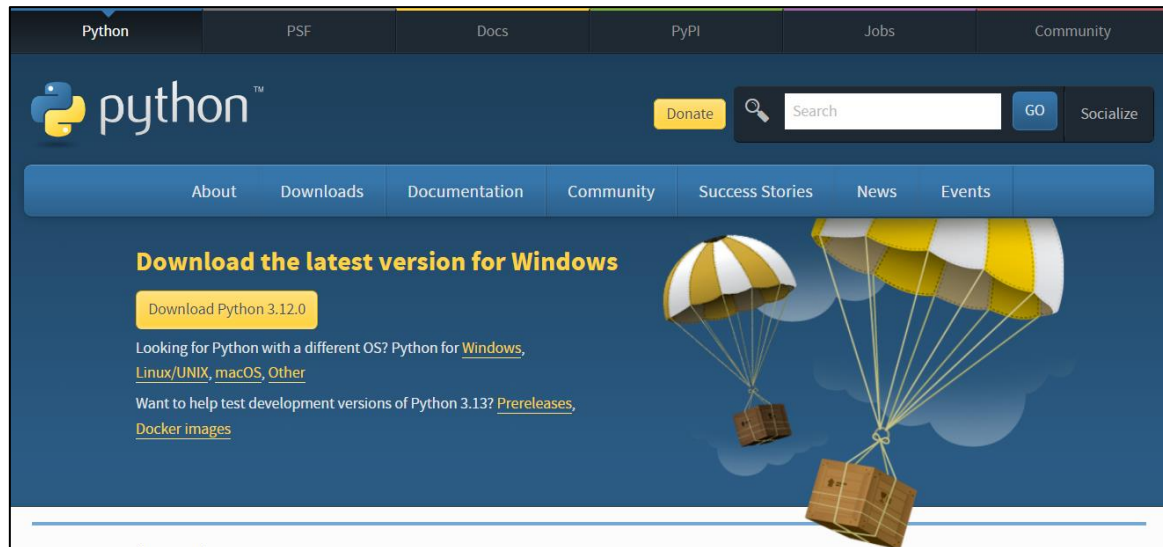 Python PSF Docs PyPI Jobs Community
python™
Donate Search GO Socialize
About Downloads Documentation Community Success Stories News Events
Download the latest version for Windows
Download Python 3.12.0
Looking for Python with a different OS? Python for Windows,
Linux/UNIX, macOS, Other
Want to help test development versions of Python 3.13? Prereleases,
Docker images